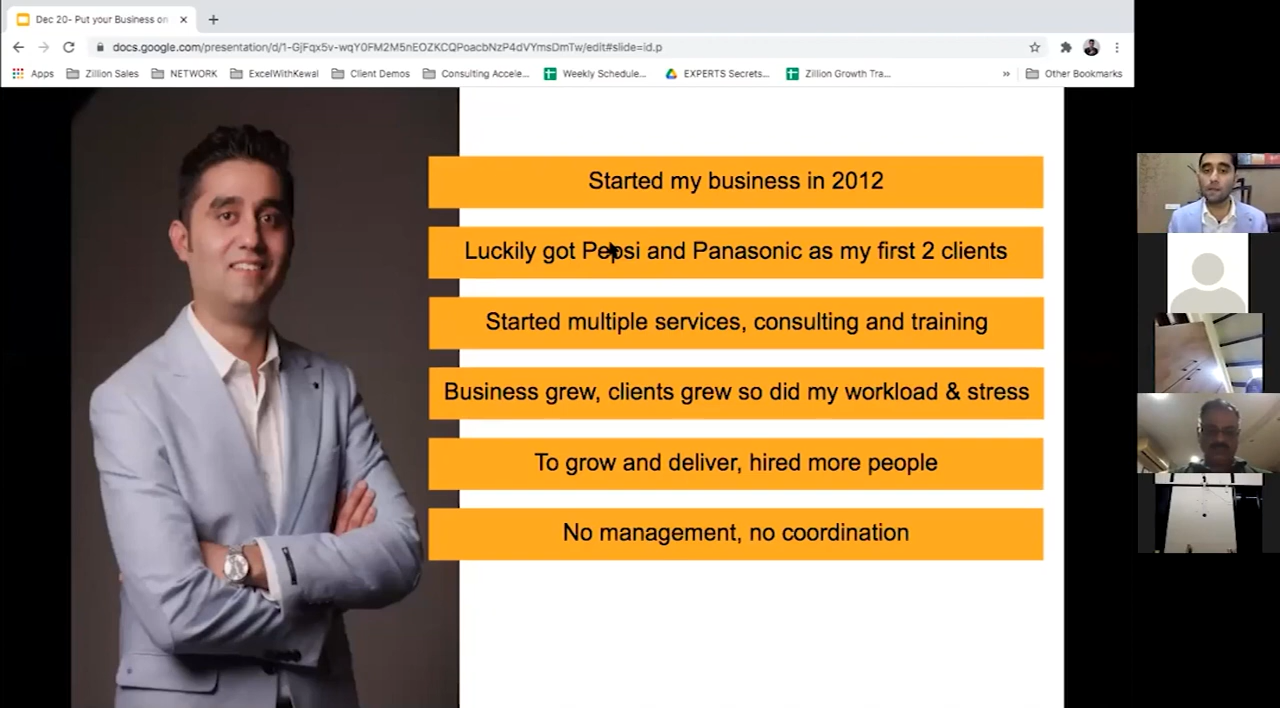 Dec 20- Put your Business on
docs.google.com/presentation/d/1-GjFqx5v-wqY0FM2M5nEOZKCQPoacbNzP4dVYmsDmTw/edit#slide=id.p
Apps Zillion Sales NETWORK ExcelWithKewal Client Demos Consulting Accele... Weekly Schedule... EXPERTS Secrets... Zillion Growth Tra... » Other Bookmarks
Started my business in 2012
Luckily got Pepsi and Panasonic as my first 2 clients
Started multiple services, consulting and training
Business grew, clients grew so did my workload & stress
To grow and deliver, hired more people
No management, no coordination